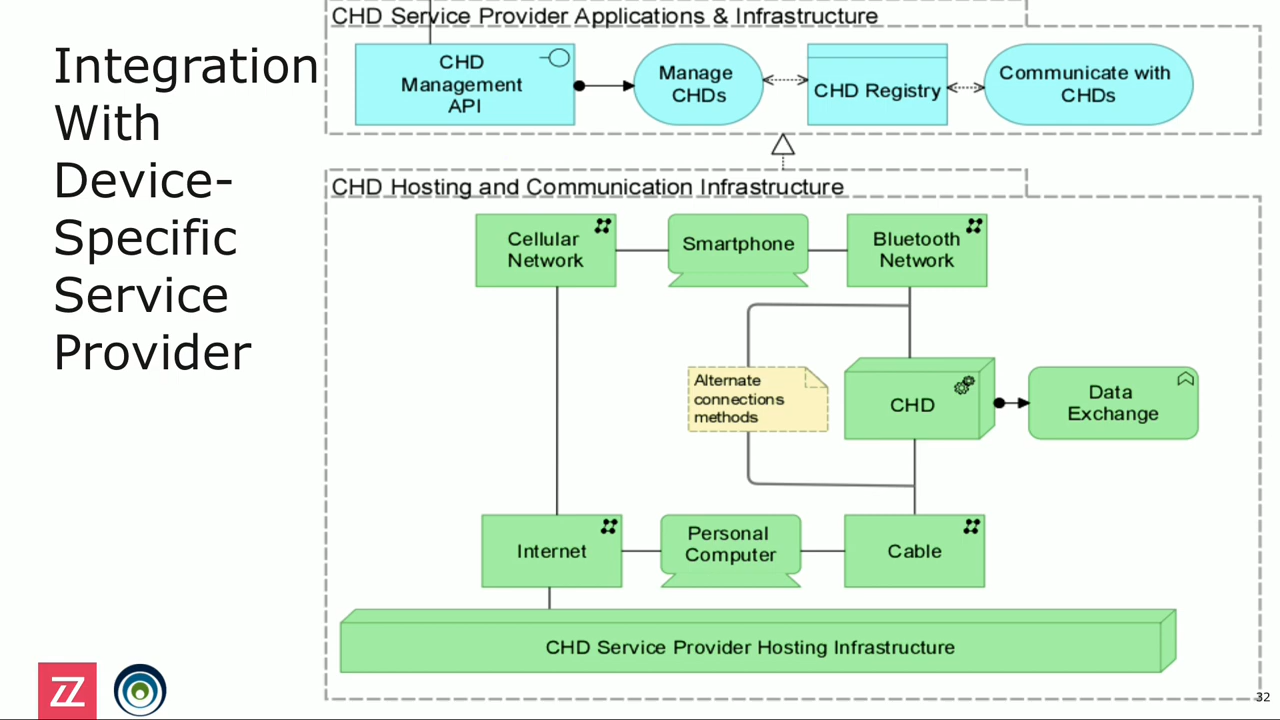 Integration
With
Device-
Specific
Service
Provider
CHD Service Provider Applications & Infrastructure
CHD
Management
API
Manage
CHDs
CHD Registry
Communicate with
CHDs
CHD Hosting and Communication Infrastructure
Cellular
Network
Smartphone
Bluetooth
Network
Alternate
connections
methods
CHD
Data
Exchange
Internet
Personal
Computer
Cable
CHD Service Provider Hosting Infrastructure
ZZ
32